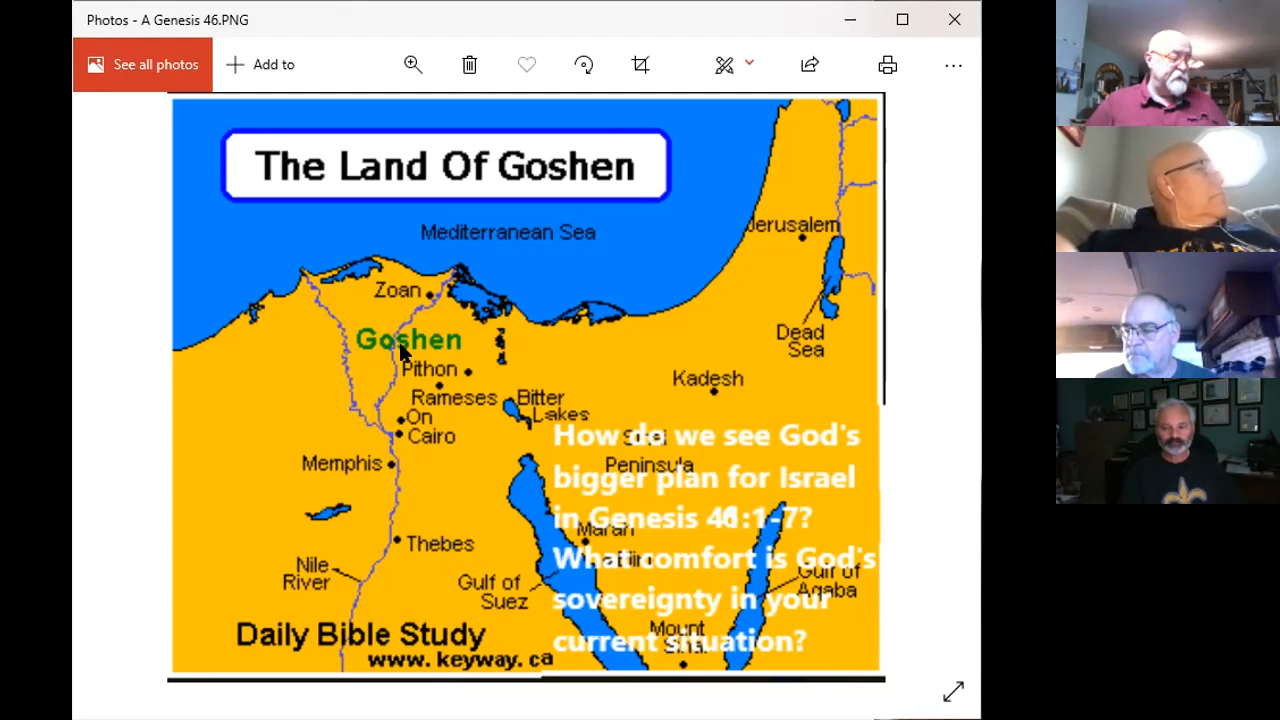 Photos - A Genesis 46.PNG
See all photos
Add to
The Land Of Goshen
Mediterranean Sea
Jerusalem
Zoan
Goshen
Dead
Sea
Pithon
Kadesh
Rameses
Bitter
Lakes
On
Cairo
How do we see God's
Memphis
Peninsula
bigger plan for Israel
in Genesis 46:1-7?
Marah
Thebes
What comfort is God's
Nile
River
Gulf of
Suez
Gulf of
Aqaba
sovereignty in your
Mount
current situation?
Daily Bible Study
www.keyway.ca